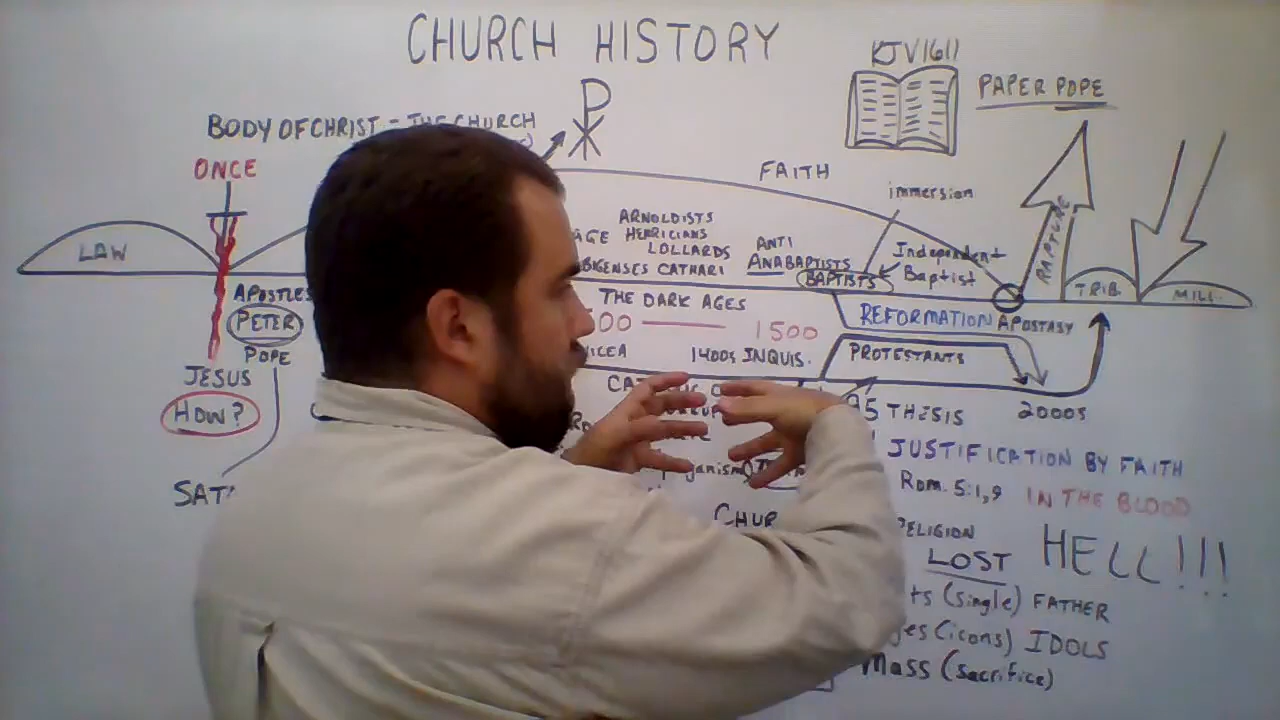 CHURCH HISTORY
KJV1611
PAPER POPE
BODY OF CHRIST = THE CHURCH
ONCE
FAITH
immersion
ARNOLDISTS
HENRICIANS
LOLLARDS
CATHARI
ANTI
ANABAPTISTS
BAPTISTS
Independent
Baptist
LAW
RAPTURE
TRIB.
MILL.
APOSTLES
PETER
POPE
THE DARK AGES
1500
REFORMATION
APOSTASY
1400s INQUIS.
PROTESTANTS
JESUS
HOW?
95 THESIS
2000s
JUSTIFICATION BY FAITH
Rom. 5:1,9
IN THE BLOOD
RELIGION
LOST
HELL!!!
(single) FATHER
(icons) IDOLS
Mass (sacrifice)